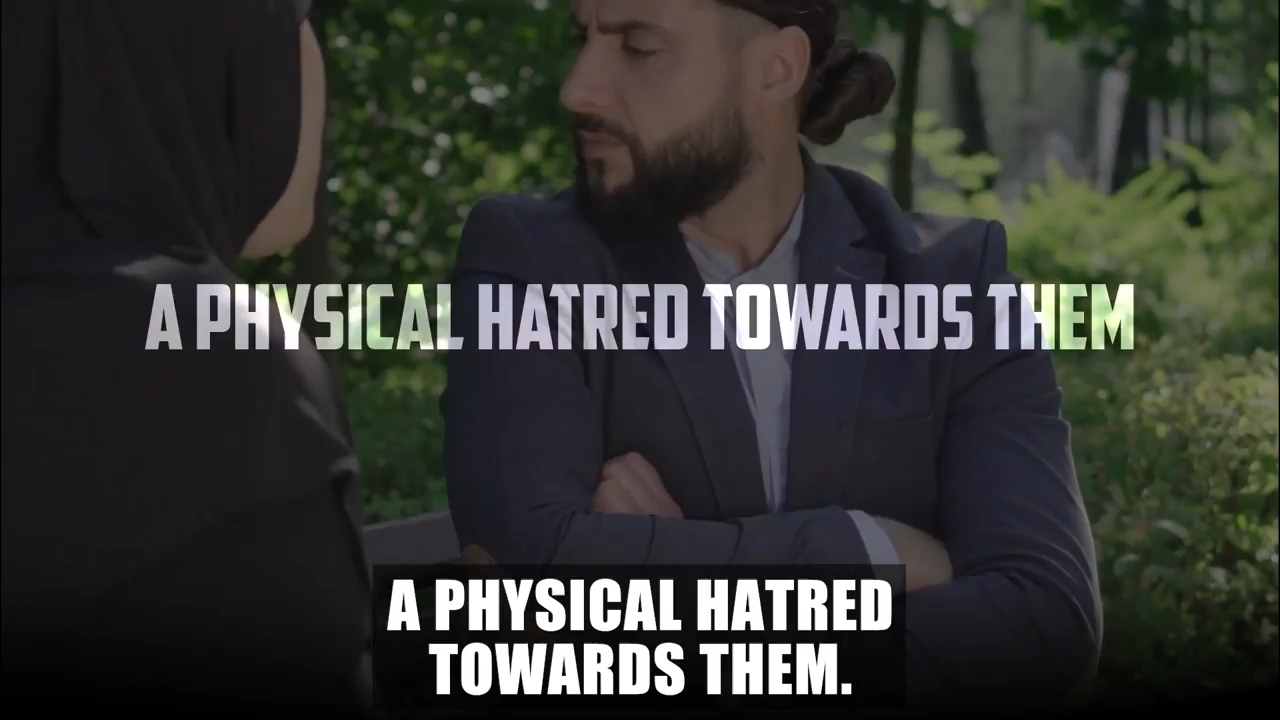 A PHYSICAL HATRED TOWARDS THEM
A PHYSICAL HATRED
TOWARDS THEM.